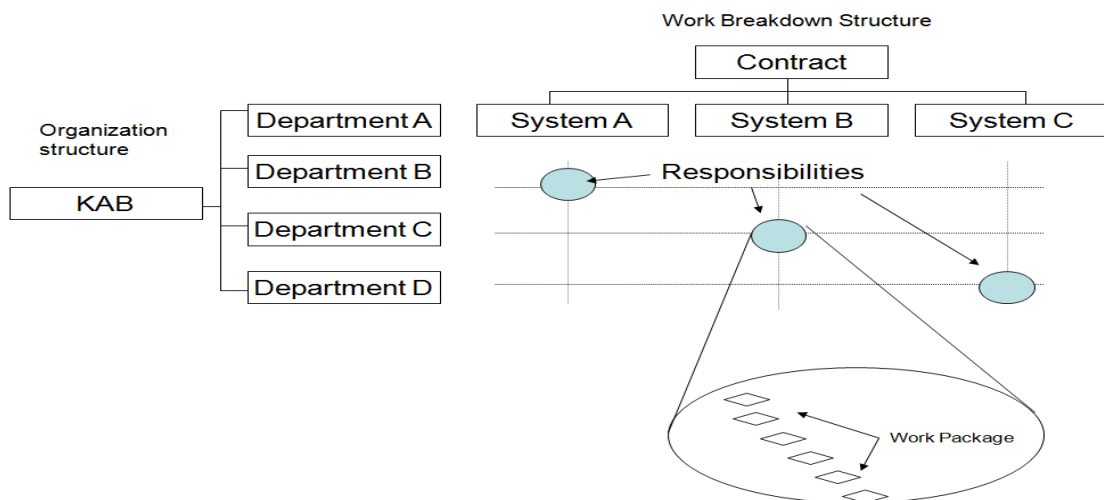 Work Breakdown Structure
Contract
System A
System B
System C
Organization
structure
KAB
Department A
Department B
Department C
Department D
Responsibilities
Work Package